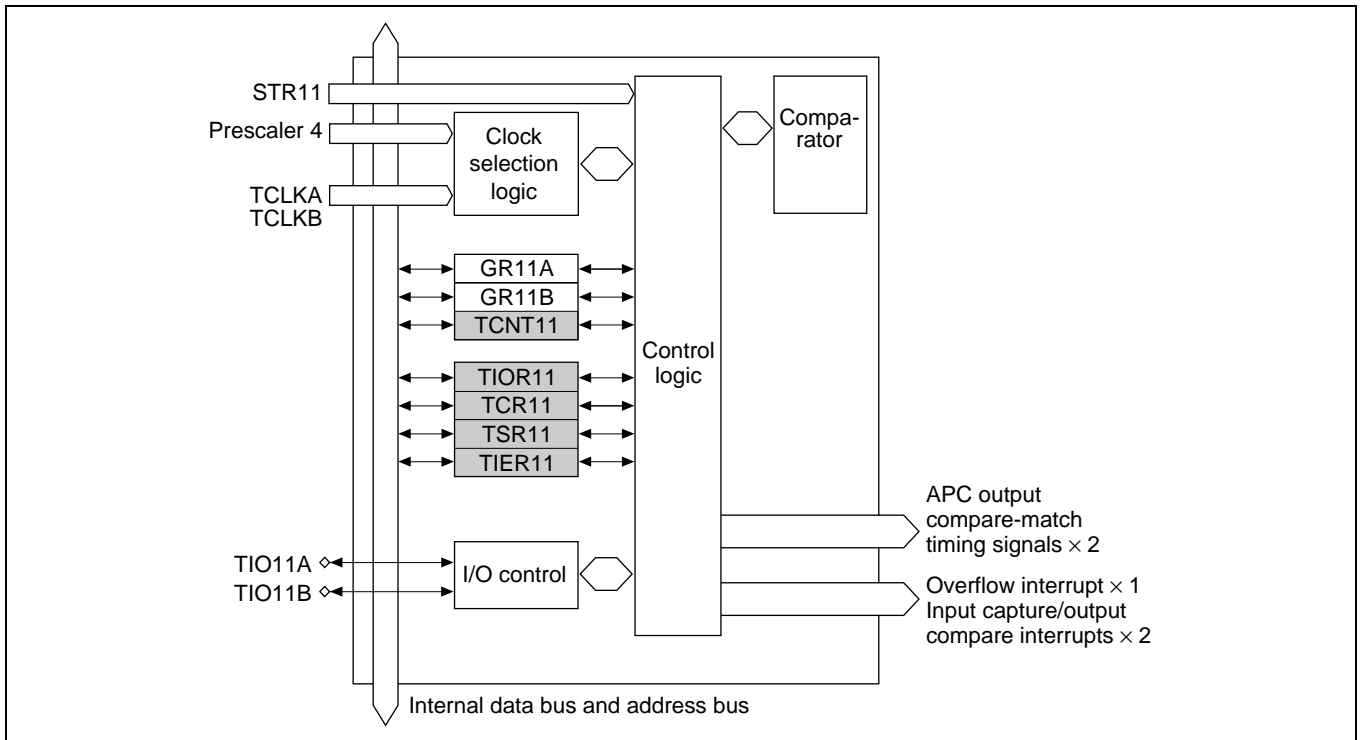 STR11
Prescaler 4
TCLKA
TCLKB
Clock
selection
logic
Compa-
rator
GR11A
GR11B
TCNT11
TIOR11
TCR11
TSR11
TIER11
Control
logic
TIO11A
TIO11B
I/O control
APC output
compare-match
timing signals × 2
Overflow interrupt × 1
Input capture/output
compare interrupts × 2
Internal data bus and address bus